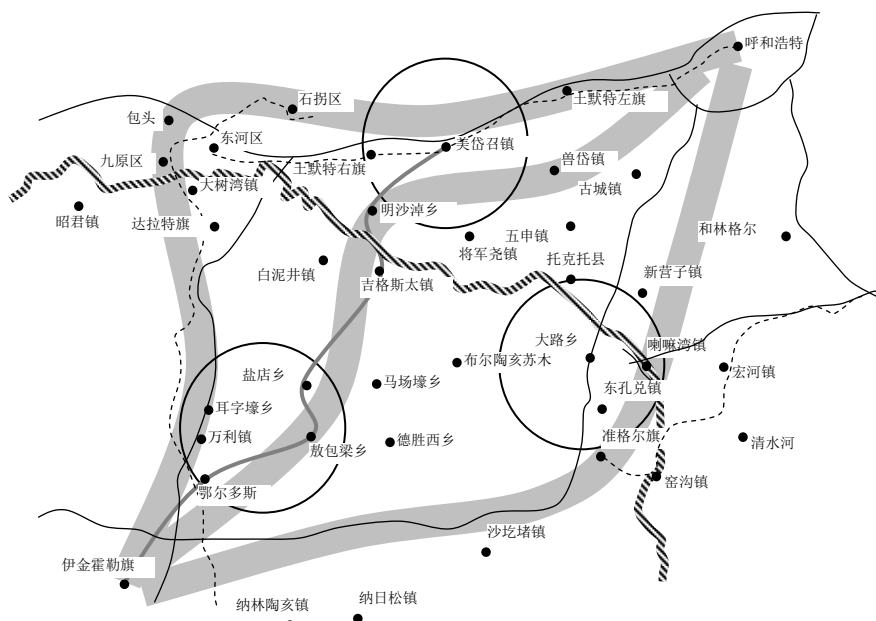 呼和浩特
石拐区
土默特左旗
包头
东河区
美岱召镇
九原区
土默特右旗
兽岱镇
大树湾镇
古城镇
昭君镇
达拉特旗
明沙淖乡
五申镇
和林格尔
将军尧镇
白泥井镇
托克托县
吉格斯太镇
新营子镇
大路乡
喇嘛湾镇
布尔陶亥苏木
宏河镇
盐店乡
马场壕乡
东孔兑镇
耳字壕乡
万利镇
敖包梁乡
德胜西乡
准格尔旗
清水河
鄂尔多斯
窑沟镇
沙圪堵镇
伊金霍勒旗
纳林陶亥镇
纳日松镇